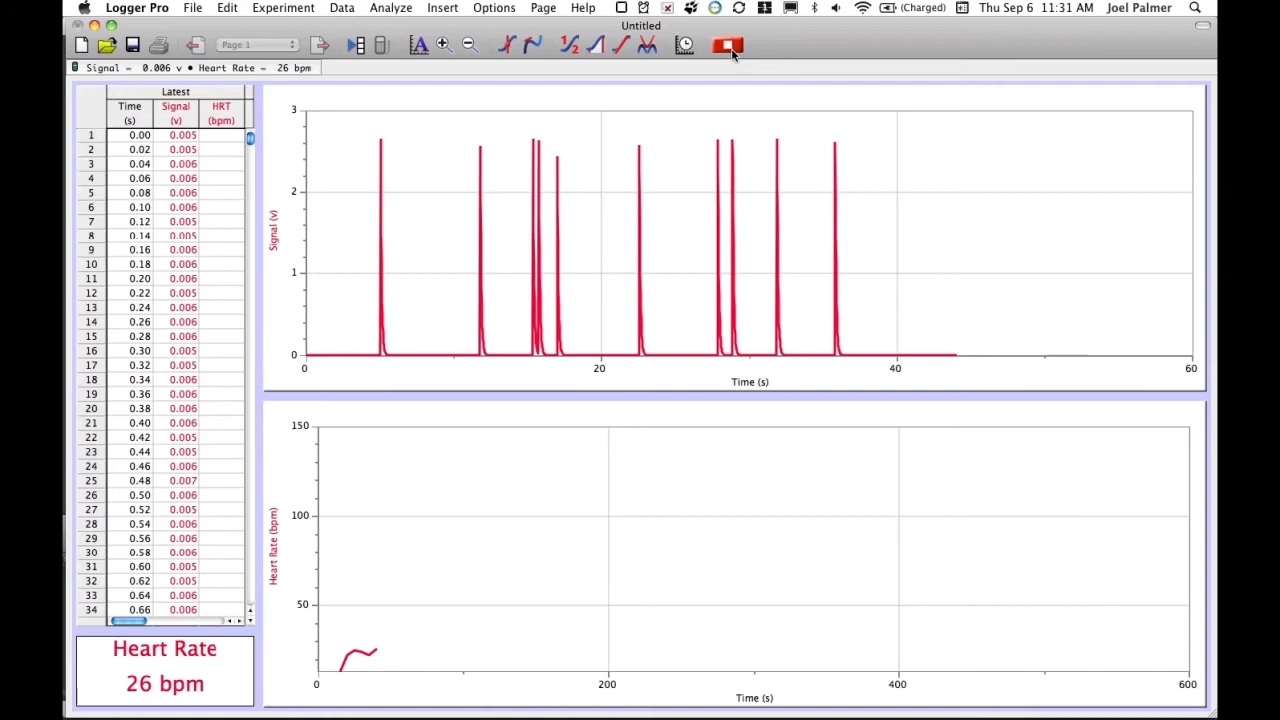 Logger Pro File Edit Experiment Data Analyze Insert Options Page Help (Charged) Thu Sep 6 11:31 AM Joel Palmer
Untitled
Page 1
Signal = 0.006 v • Heart Rate = 26 bpm
Latest
Time Signal HRT
(s) (v) (bpm)
1 0.00 0.005
2 0.02 0.005
3 0.04 0.006
4 0.06 0.006
5 0.08 0.006
6 0.10 0.006
7 0.12 0.005
8 0.14 0.005
9 0.16 0.006
10 0.18 0.006
11 0.20 0.006
12 0.22 0.005
13 0.24 0.006
14 0.26 0.006
15 0.28 0.006
16 0.30 0.005
17 0.32 0.005
18 0.34 0.006
19 0.36 0.006
20 0.38 0.006
21 0.40 0.006
22 0.42 0.005
23 0.44 0.005
24 0.46 0.006
25 0.48 0.007
26 0.50 0.006
27 0.52 0.005
28 0.54 0.006
29 0.56 0.006
30 0.58 0.006
31 0.60 0.005
32 0.62 0.005
33 0.64 0.006
34 0.66 0.006
Heart Rate
26 bpm
3
2
1
0
Signal (v)
0 20 40 60
Time (s)
150
100
50
Heart Rate (bpm)
0 200 400 600
Time (s)